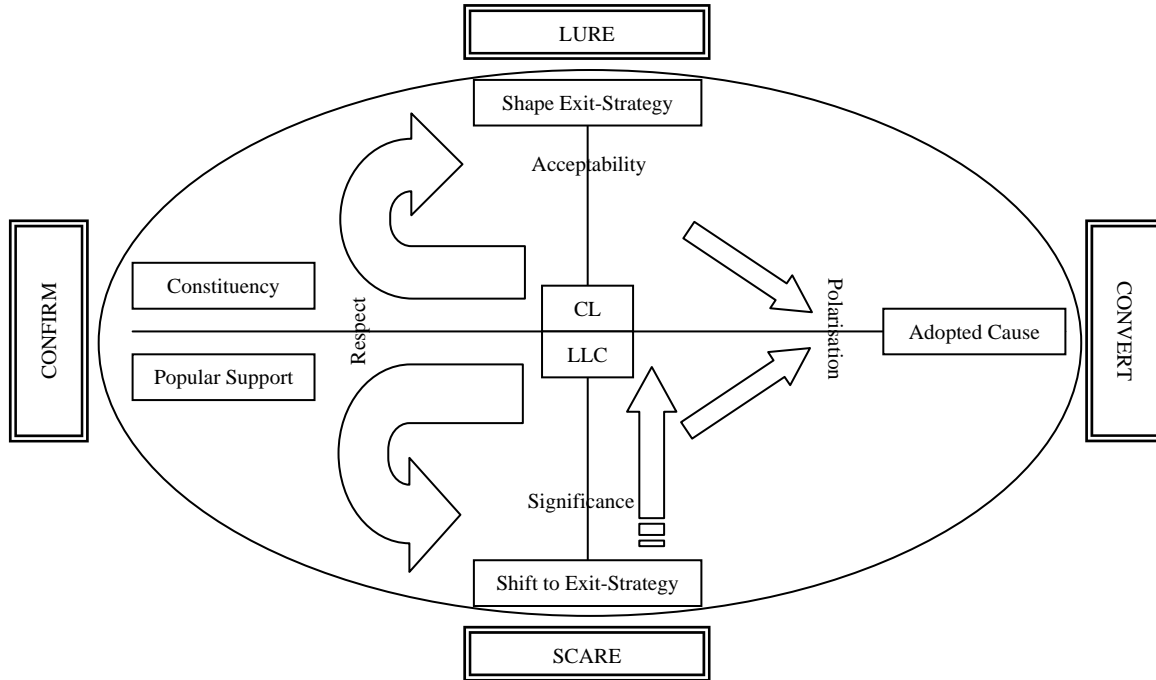 LURE
Shape Exit-Strategy
Acceptability
CONFIRM
Constituency
Respect
CL
Polarisation
Adopted Cause
CONVERT
Popular Support
LLC
Significance
Shift to Exit-Strategy
SCARE